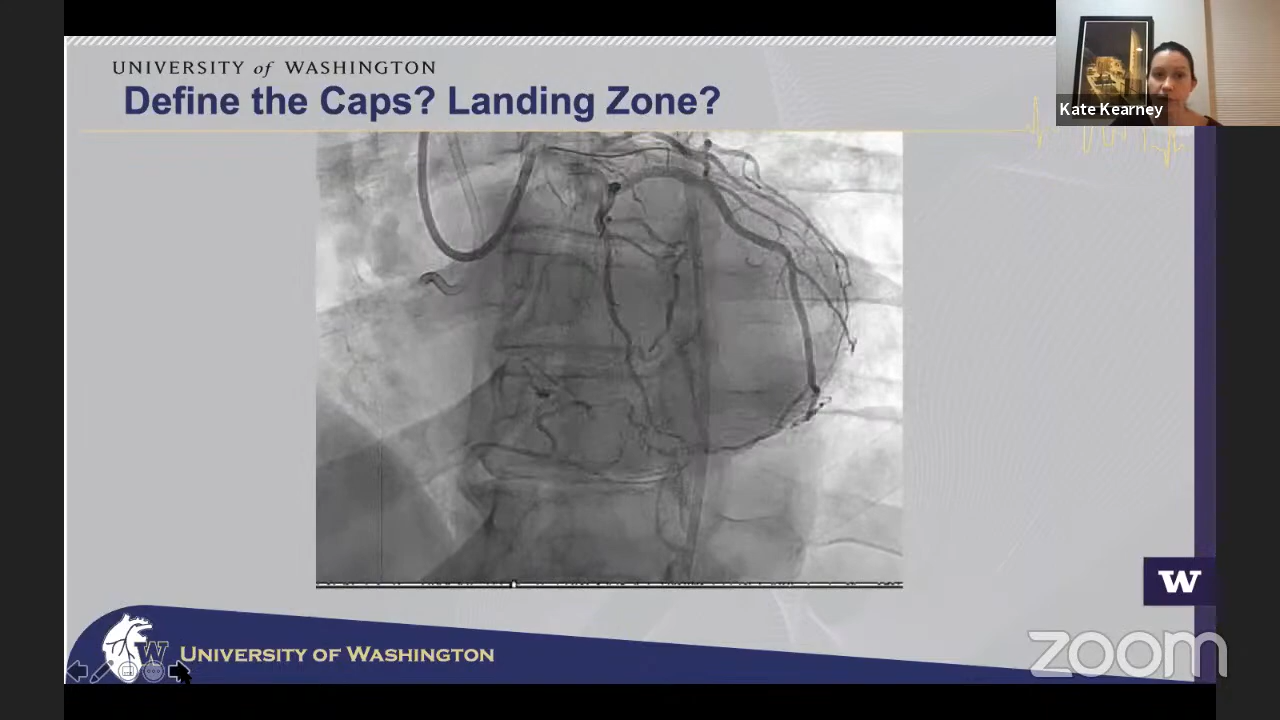 UNIVERSITY of WASHINGTON
Define the Caps? Landing Zone?
Kate Kearney
W
W
UNIVERSITY OF WASHINGTON
zoom